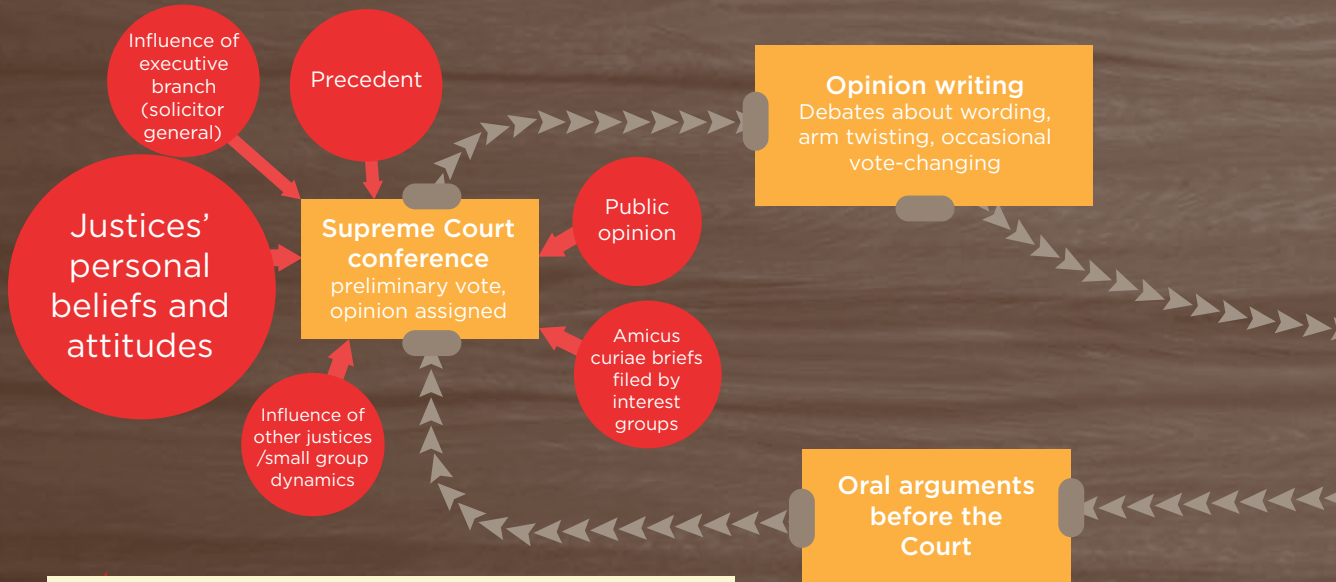 Influence of
executive
branch
(solicitor
general)
Precedent
Justices’
personal
beliefs and
attitudes
Supreme Court
conference
preliminary vote,
opinion assigned
Public
opinion
Amicus
curiae briefs
filed by
interest
groups
Influence of
other justices
/small group
dynamics
Opinion writing
Debates about wording,
arm twisting, occasional
vote-changing
Oral arguments
before the
Court